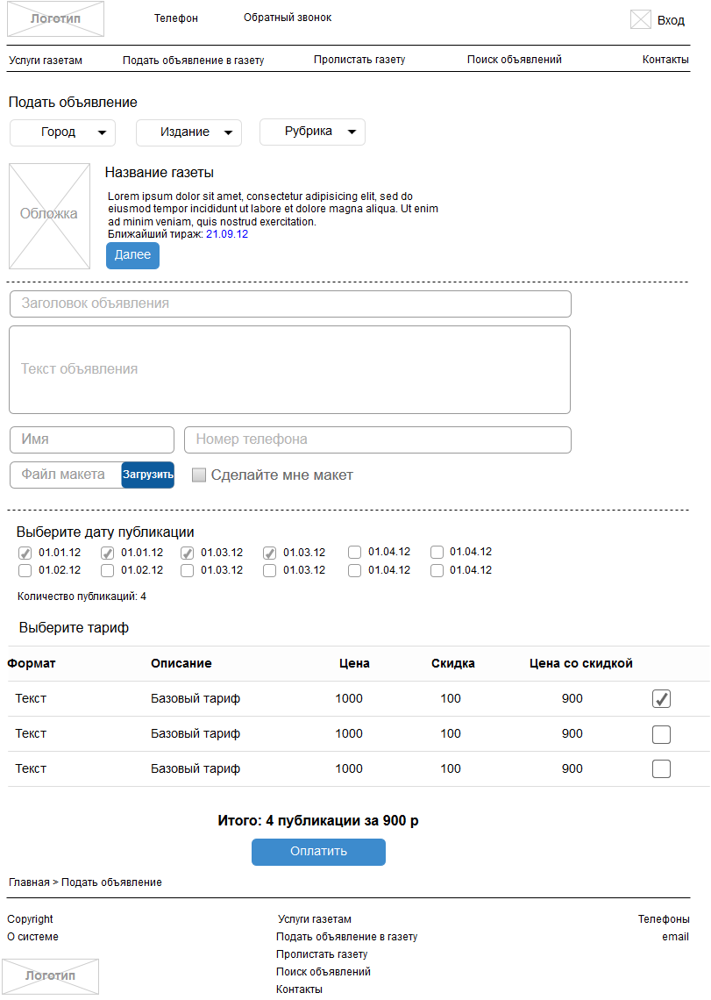 Логотип Телефон Обратный звонок Вход
Услуги газетам Подать объявление в газету Пролистать газету Поиск объявлений Контакты
Подать объявление
Город Издание Рубрика
Обложка
Название газеты
Lorem ipsum dolor sit amet, consectetur adipisicing elit, sed do
eiusmod tempor incididunt ut labore et dolore magna aliqua. Ut enim
ad minim veniam, quis nostrud exercitation.
Ближайший тираж: 21.09.12
Далее
Заголовок объявления
Текст объявления
Имя Номер телефона
Файл макета Загрузить Сделайте мне макет
Выберите дату публикации
01.01.12 01.01.12 01.03.12 01.03.12 01.04.12 01.04.12
01.02.12 01.02.12 01.03.12 01.03.12 01.04.12 01.04.12
Количество публикаций: 4
Выберите тариф
Формат Описание Цена Скидка Цена со скидкой
Текст Базовый тариф 1000 100 900
Текст Базовый тариф 1000 100 900
Текст Базовый тариф 1000 100 900
Итого: 4 публикации за 900 р
Оплатить
Главная > Подать объявление
Copyright Услуги газетам Телефоны
О системе Подать объявление в газету email
Пролистать газету
Логотип Поиск объявлений
Контакты